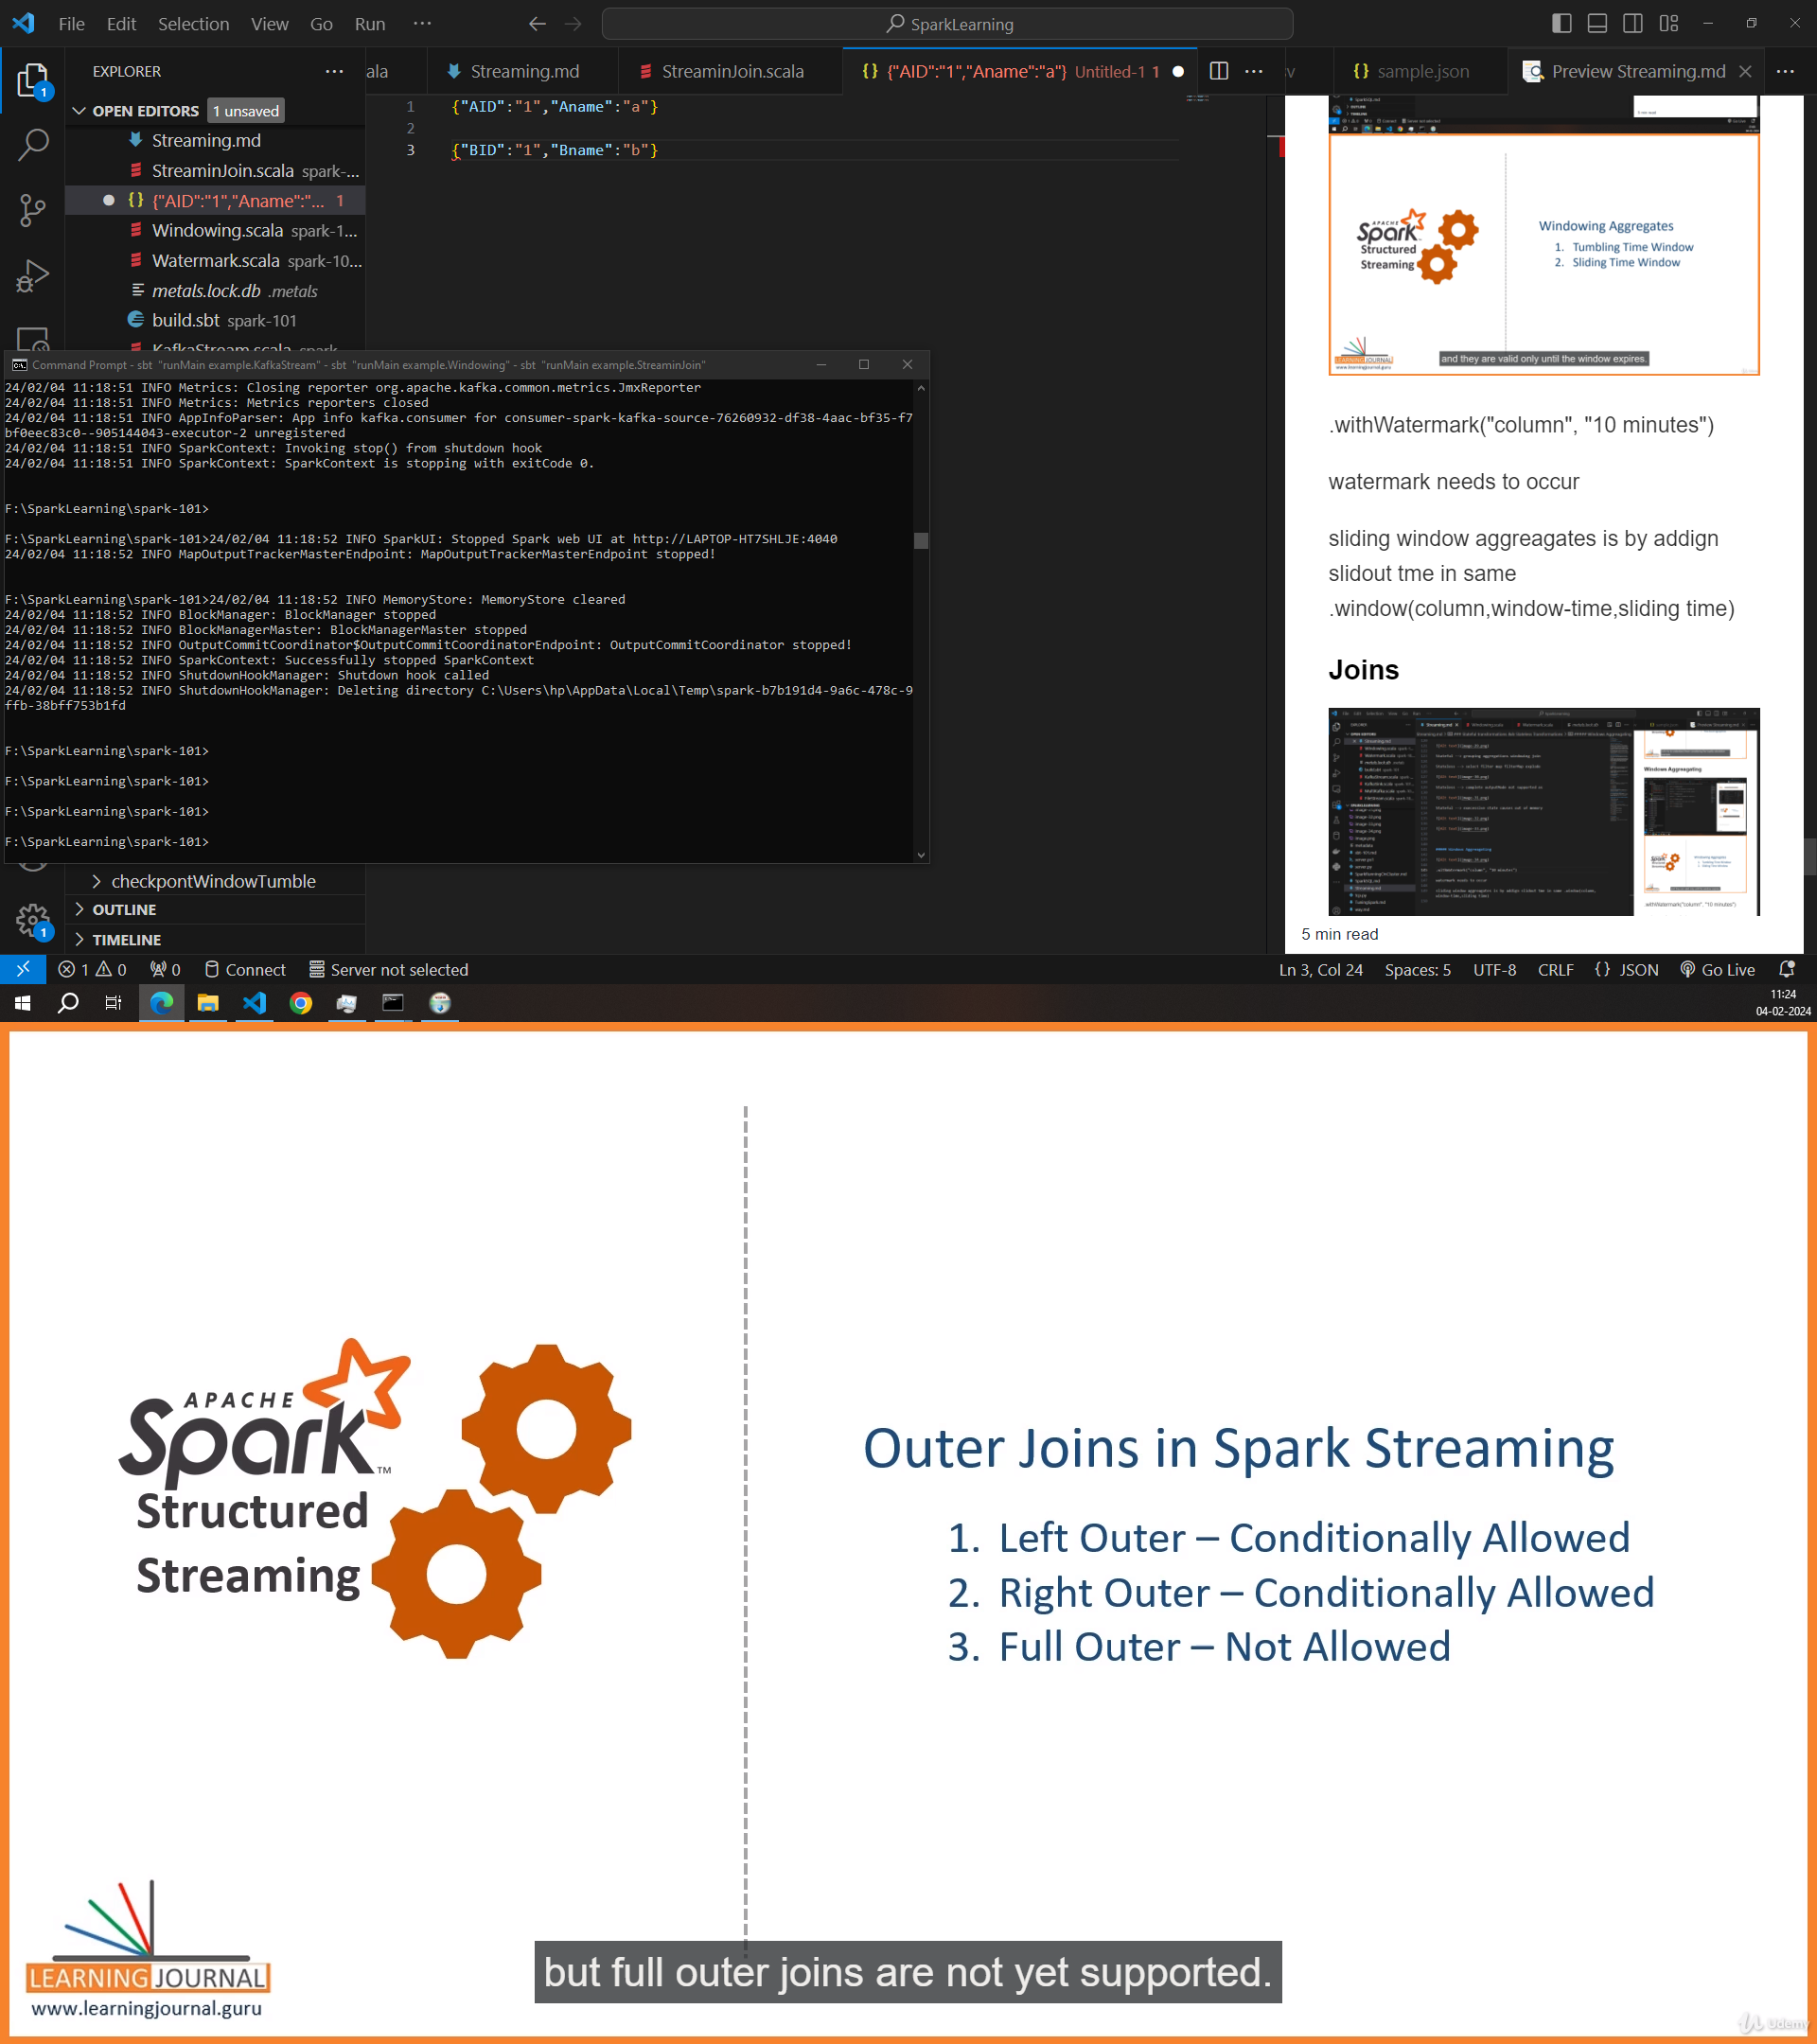 File Edit Selection View Go Run ···
SparkLearning
EXPLORER
OPEN EDITORS 1 unsaved
Streaming.md
StreaminJoin.scala spark-...
{} {"AID":"1","Aname":"... 1
Windowing.scala spark-1...
Watermark.scala spark-10...
metals.lock.db .metals
build.sbt spark-101
KafkaStream.scala spark-
ala
Streaming.md
StreaminJoin.scala
{} {"AID":"1","Aname":"a"} Untitled-1 1
1 {"AID":"1","Aname":"a"}
2
3 {"BID":"1","Bname":"b"}
Command Prompt - sbt "runMain example.KafkaStream" - sbt "runMain example.Windowing" - sbt "runMain example.StreaminJoin"
24/02/04 11:18:51 INFO Metrics: Closing reporter org.apache.kafka.common.metrics.JmxReporter
24/02/04 11:18:51 INFO Metrics: Metrics reporters closed
24/02/04 11:18:51 INFO AppInfoParser: App info kafka.consumer for consumer-spark-kafka-source-76260932-df38-4aac-bf35-f7
bf0eec83c0--905144043-executor-2 unregistered
24/02/04 11:18:51 INFO SparkContext: Invoking stop() from shutdown hook
24/02/04 11:18:51 INFO SparkContext: SparkContext is stopping with exitCode 0.
F:\SparkLearning\spark-101>
F:\SparkLearning\spark-101>24/02/04 11:18:52 INFO SparkUI: Stopped Spark web UI at http://LAPTOP-HT7SHLJE:4040
24/02/04 11:18:52 INFO MapOutputTrackerMasterEndpoint: MapOutputTrackerMasterEndpoint stopped!
F:\SparkLearning\spark-101>24/02/04 11:18:52 INFO MemoryStore: MemoryStore cleared
24/02/04 11:18:52 INFO BlockManager: BlockManager stopped
24/02/04 11:18:52 INFO BlockManagerMaster: BlockManagerMaster stopped
24/02/04 11:18:52 INFO OutputCommitCoordinator$OutputCommitCoordinatorEndpoint: OutputCommitCoordinator stopped!
24/02/04 11:18:52 INFO SparkContext: Successfully stopped SparkContext
24/02/04 11:18:52 INFO ShutdownHookManager: Shutdown hook called
24/02/04 11:18:52 INFO ShutdownHookManager: Deleting directory C:\Users\hp\AppData\Local\Temp\spark-b7b191d4-9a6c-478c-9
ffb-38bff753b1fd
F:\SparkLearning\spark-101>
F:\SparkLearning\spark-101>
F:\SparkLearning\spark-101>
F:\SparkLearning\spark-101>
checkpontWindowTumble
OUTLINE
TIMELINE
v
{} sample.json
Preview Streaming.md
APACHE
Spark
Structured
Streaming
Windowing Aggregates
1. Tumbling Time Window
2. Sliding Time Window
LEARNING JOURNAL
www.learningjournal.guru
and they are valid only until the window expires.
.withWatermark("column", "10 minutes")
watermark needs to occur
sliding window aggreagates is by addign
slidout tme in same
.window(column,window-time,sliding time)
Joins
5 min read
1 0 0 Connect Server not selected
Ln 3, Col 24 Spaces: 5 UTF-8 CRLF {} JSON Go Live
11:24
04-02-2024
APACHE
Spark™
Structured
Streaming
Outer Joins in Spark Streaming
1. Left Outer – Conditionally Allowed
2. Right Outer – Conditionally Allowed
3. Full Outer – Not Allowed
LEARNING JOURNAL
www.learningjournal.guru
but full outer joins are not yet supported.
Udemy